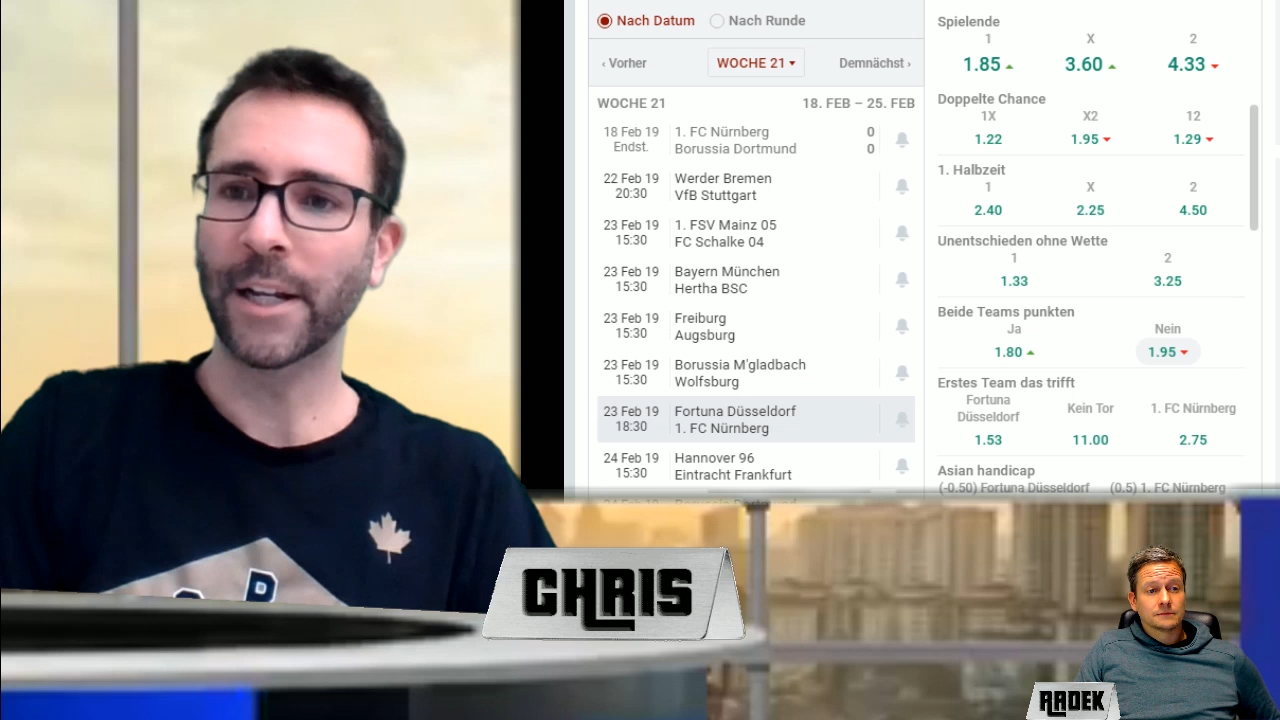 Nach Datum
Nach Runde
‹ Vorher
WOCHE 21
Demnächst ›
WOCHE 21
18. FEB – 25. FEB
18 Feb 19
Endst.
1. FC Nürnberg
Borussia Dortmund
0
0
22 Feb 19
20:30
Werder Bremen
VfB Stuttgart
23 Feb 19
15:30
1. FSV Mainz 05
FC Schalke 04
23 Feb 19
15:30
Bayern München
Hertha BSC
23 Feb 19
15:30
Freiburg
Augsburg
23 Feb 19
15:30
Borussia M'gladbach
Wolfsburg
23 Feb 19
18:30
Fortuna Düsseldorf
1. FC Nürnberg
24 Feb 19
15:30
Hannover 96
Eintracht Frankfurt
Spielende
1 X 2
1.85 3.60 4.33
Doppelte Chance
1X X2 12
1.22 1.95 1.29
1. Halbzeit
1 X 2
2.40 2.25 4.50
Unentschieden ohne Wette
1 2
1.33 3.25
Beide Teams punkten
Ja Nein
1.80 1.95
Erstes Team das trifft
Fortuna
Düsseldorf
Kein Tor
1. FC Nürnberg
1.53 11.00 2.75
Asian handicap
(-0.50) Fortuna Düsseldorf (0.5) 1. FC Nürnberg
CHRIS
RADEK